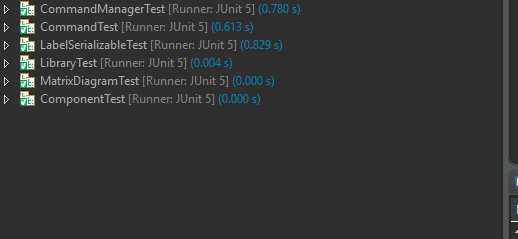 CommandManagerTest [Runner: JUnit 5] (0.780 s)
CommandTest [Runner: JUnit 5] (0.613 s)
LabelSerializableTest [Runner: JUnit 5] (0.829 s)
LibraryTest [Runner: JUnit 5] (0.004 s)
MatrixDiagramTest [Runner: JUnit 5] (0.000 s)
ComponentTest [Runner: JUnit 5] (0.000 s)